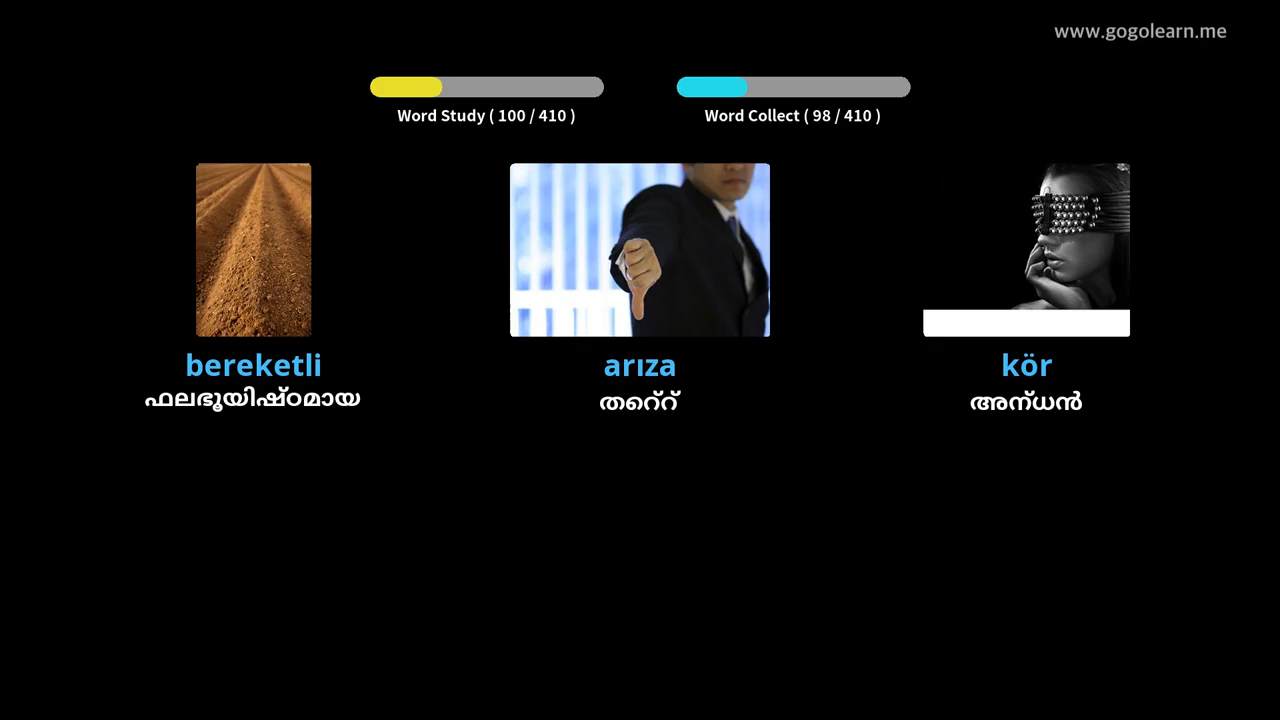 www.gogolearn.me
Word Study ( 100 / 410 )
Word Collect ( 98 / 410 )
bereketli
arıza
kör
ഫലഭൂയിഷ്ഠമായ
തറ്റെ്
അന്ധൻ